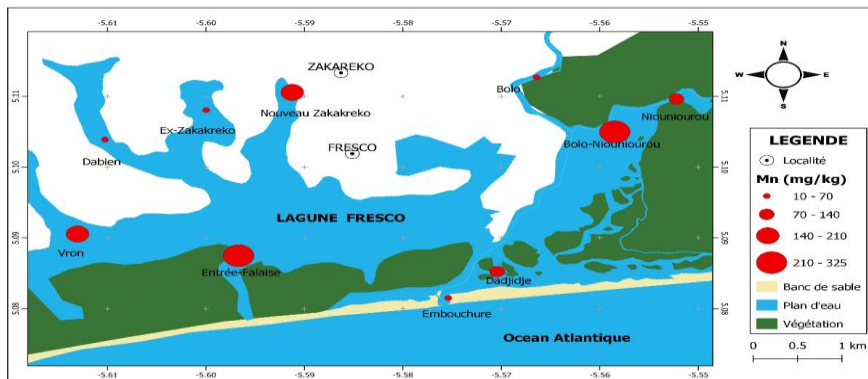 -5.61 -5.60 -5.59 -5.58 -5.57 -5.56 -5.55
ZAKAREKO
Bolo
N
W E
S
5.11 5.11
Nouveau Zakakreko
Niouniourou
Ex-Zakakreko
Bolo-Niouniourou
Dabien
FRESCO
5.10 5.10
LAGUNE FRESCO
5.09 5.09
Vron
Entrée-Falaise
Dadjidje
Embouchure
5.08 5.08
Ocean Atlantique
-5.61 -5.60 -5.59 -5.58 -5.57 -5.56 -5.55
LEGENDE
Localité
Mn (mg/kg)
10 - 70
70 - 140
140 - 210
210 - 325
Banc de sable
Plan d'eau
Végétation
0 0.5 1 km